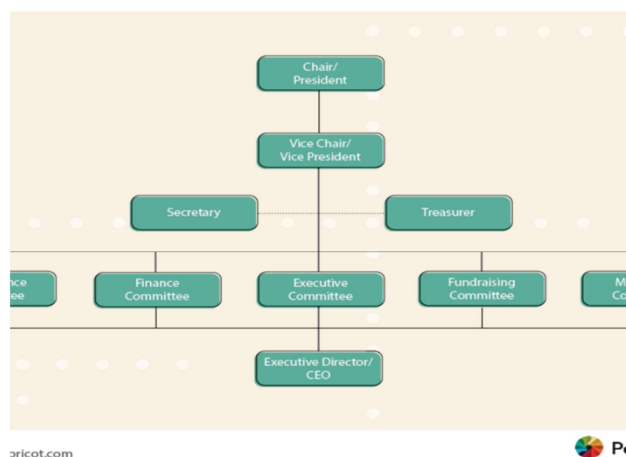 Chair/
President
Vice Chair/
Vice President
Secretary
Treasurer
Finance
Committee
Executive
Committee
Fundraising
Committee
Executive Director/
CEO